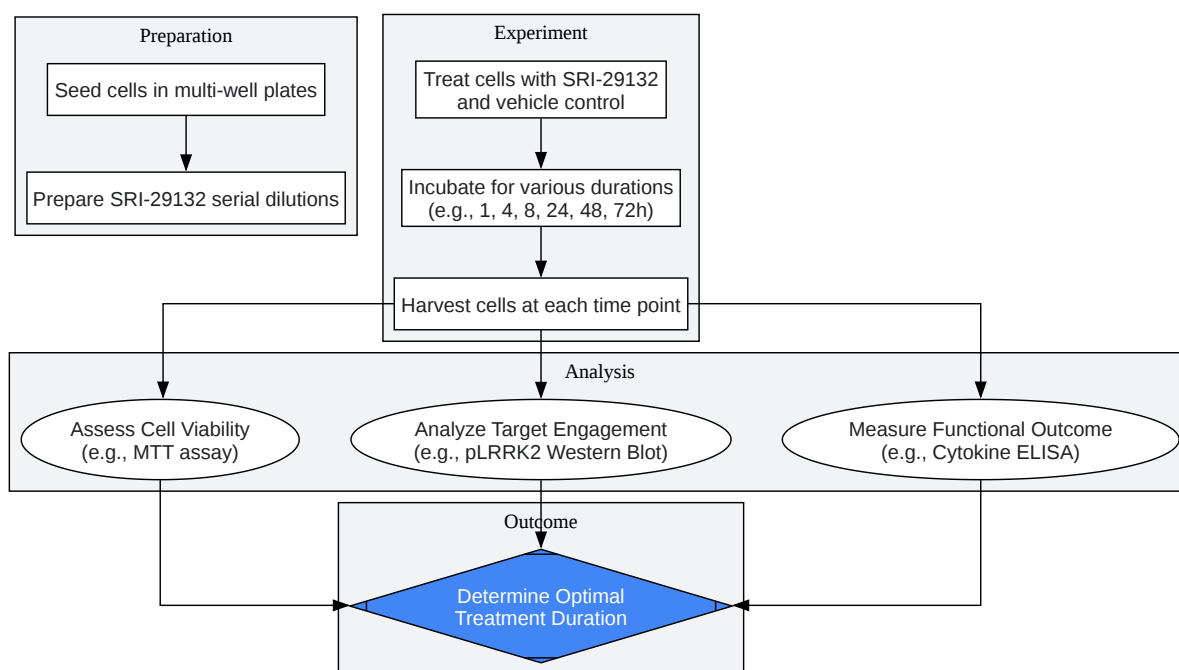 Preparation
Seed cells in multi-well plates
Prepare SRI-29132 serial dilutions
Experiment
Treat cells with SRI-29132
and vehicle control
Incubate for various durations
(e.g., 1, 4, 8, 24, 48, 72h)
Harvest cells at each time point
Analysis
Assess Cell Viability
(e.g., MTT assay)
Analyze Target Engagement
(e.g., pLRRK2 Western Blot)
Measure Functional Outcome
(e.g., Cytokine ELISA)
Outcome
Determine Optimal
Treatment Duration